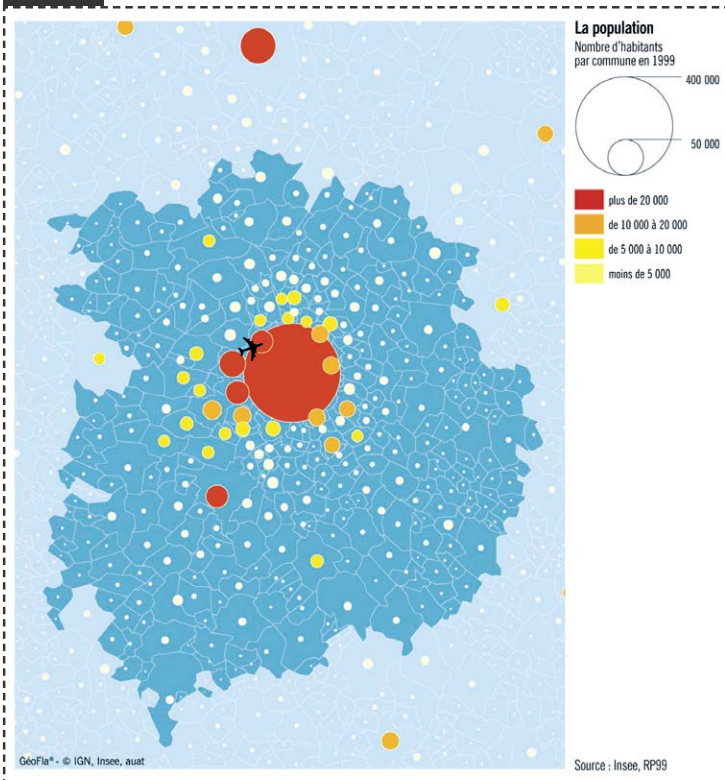 La population
Nombre d'habitants
par commune en 1999
400 000
50 000
plus de 20 000
de 10 000 à 20 000
de 5 000 à 10 000
moins de 5 000
GéoFla® - © IGN, Insee, auat
Source : Insee, RP99